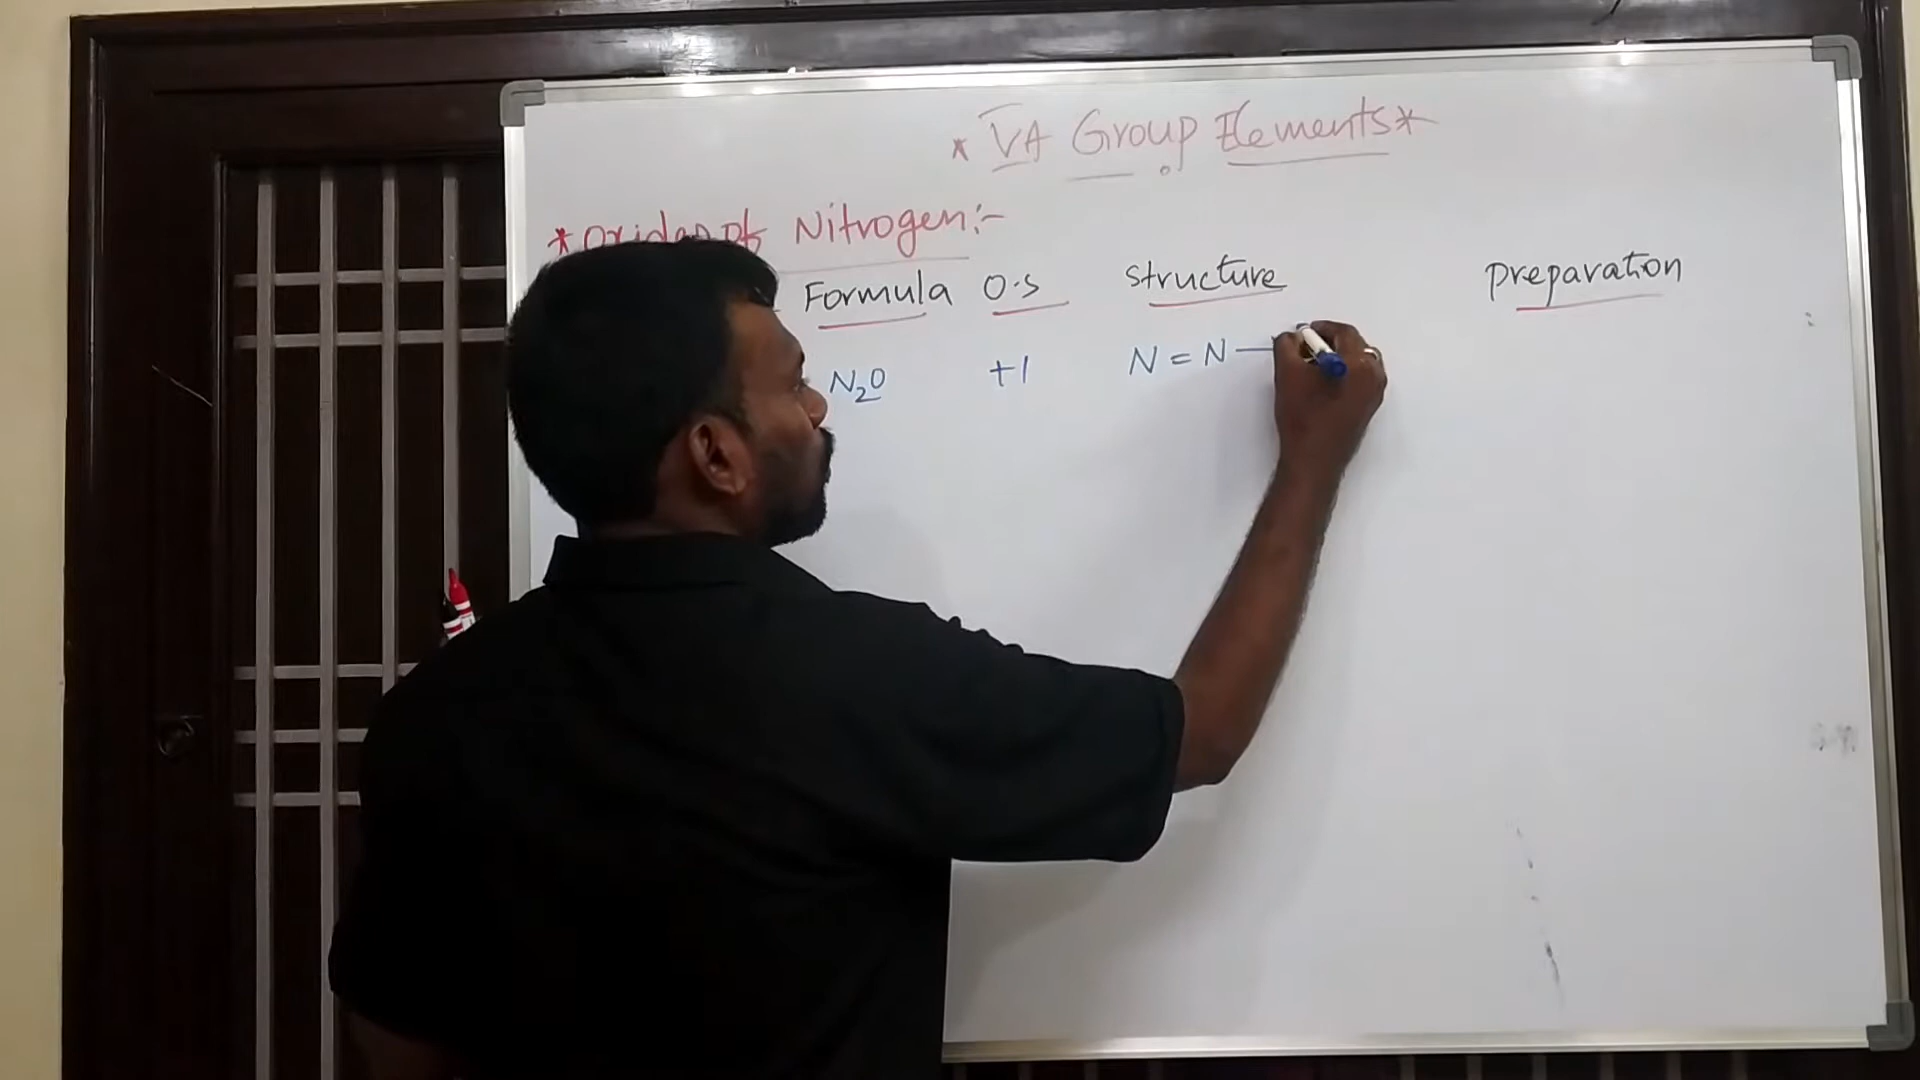 * VA Group Elements *
* Oxides of Nitrogen:-
Formula O.S Structure preparation
N₂O +1 N = N —